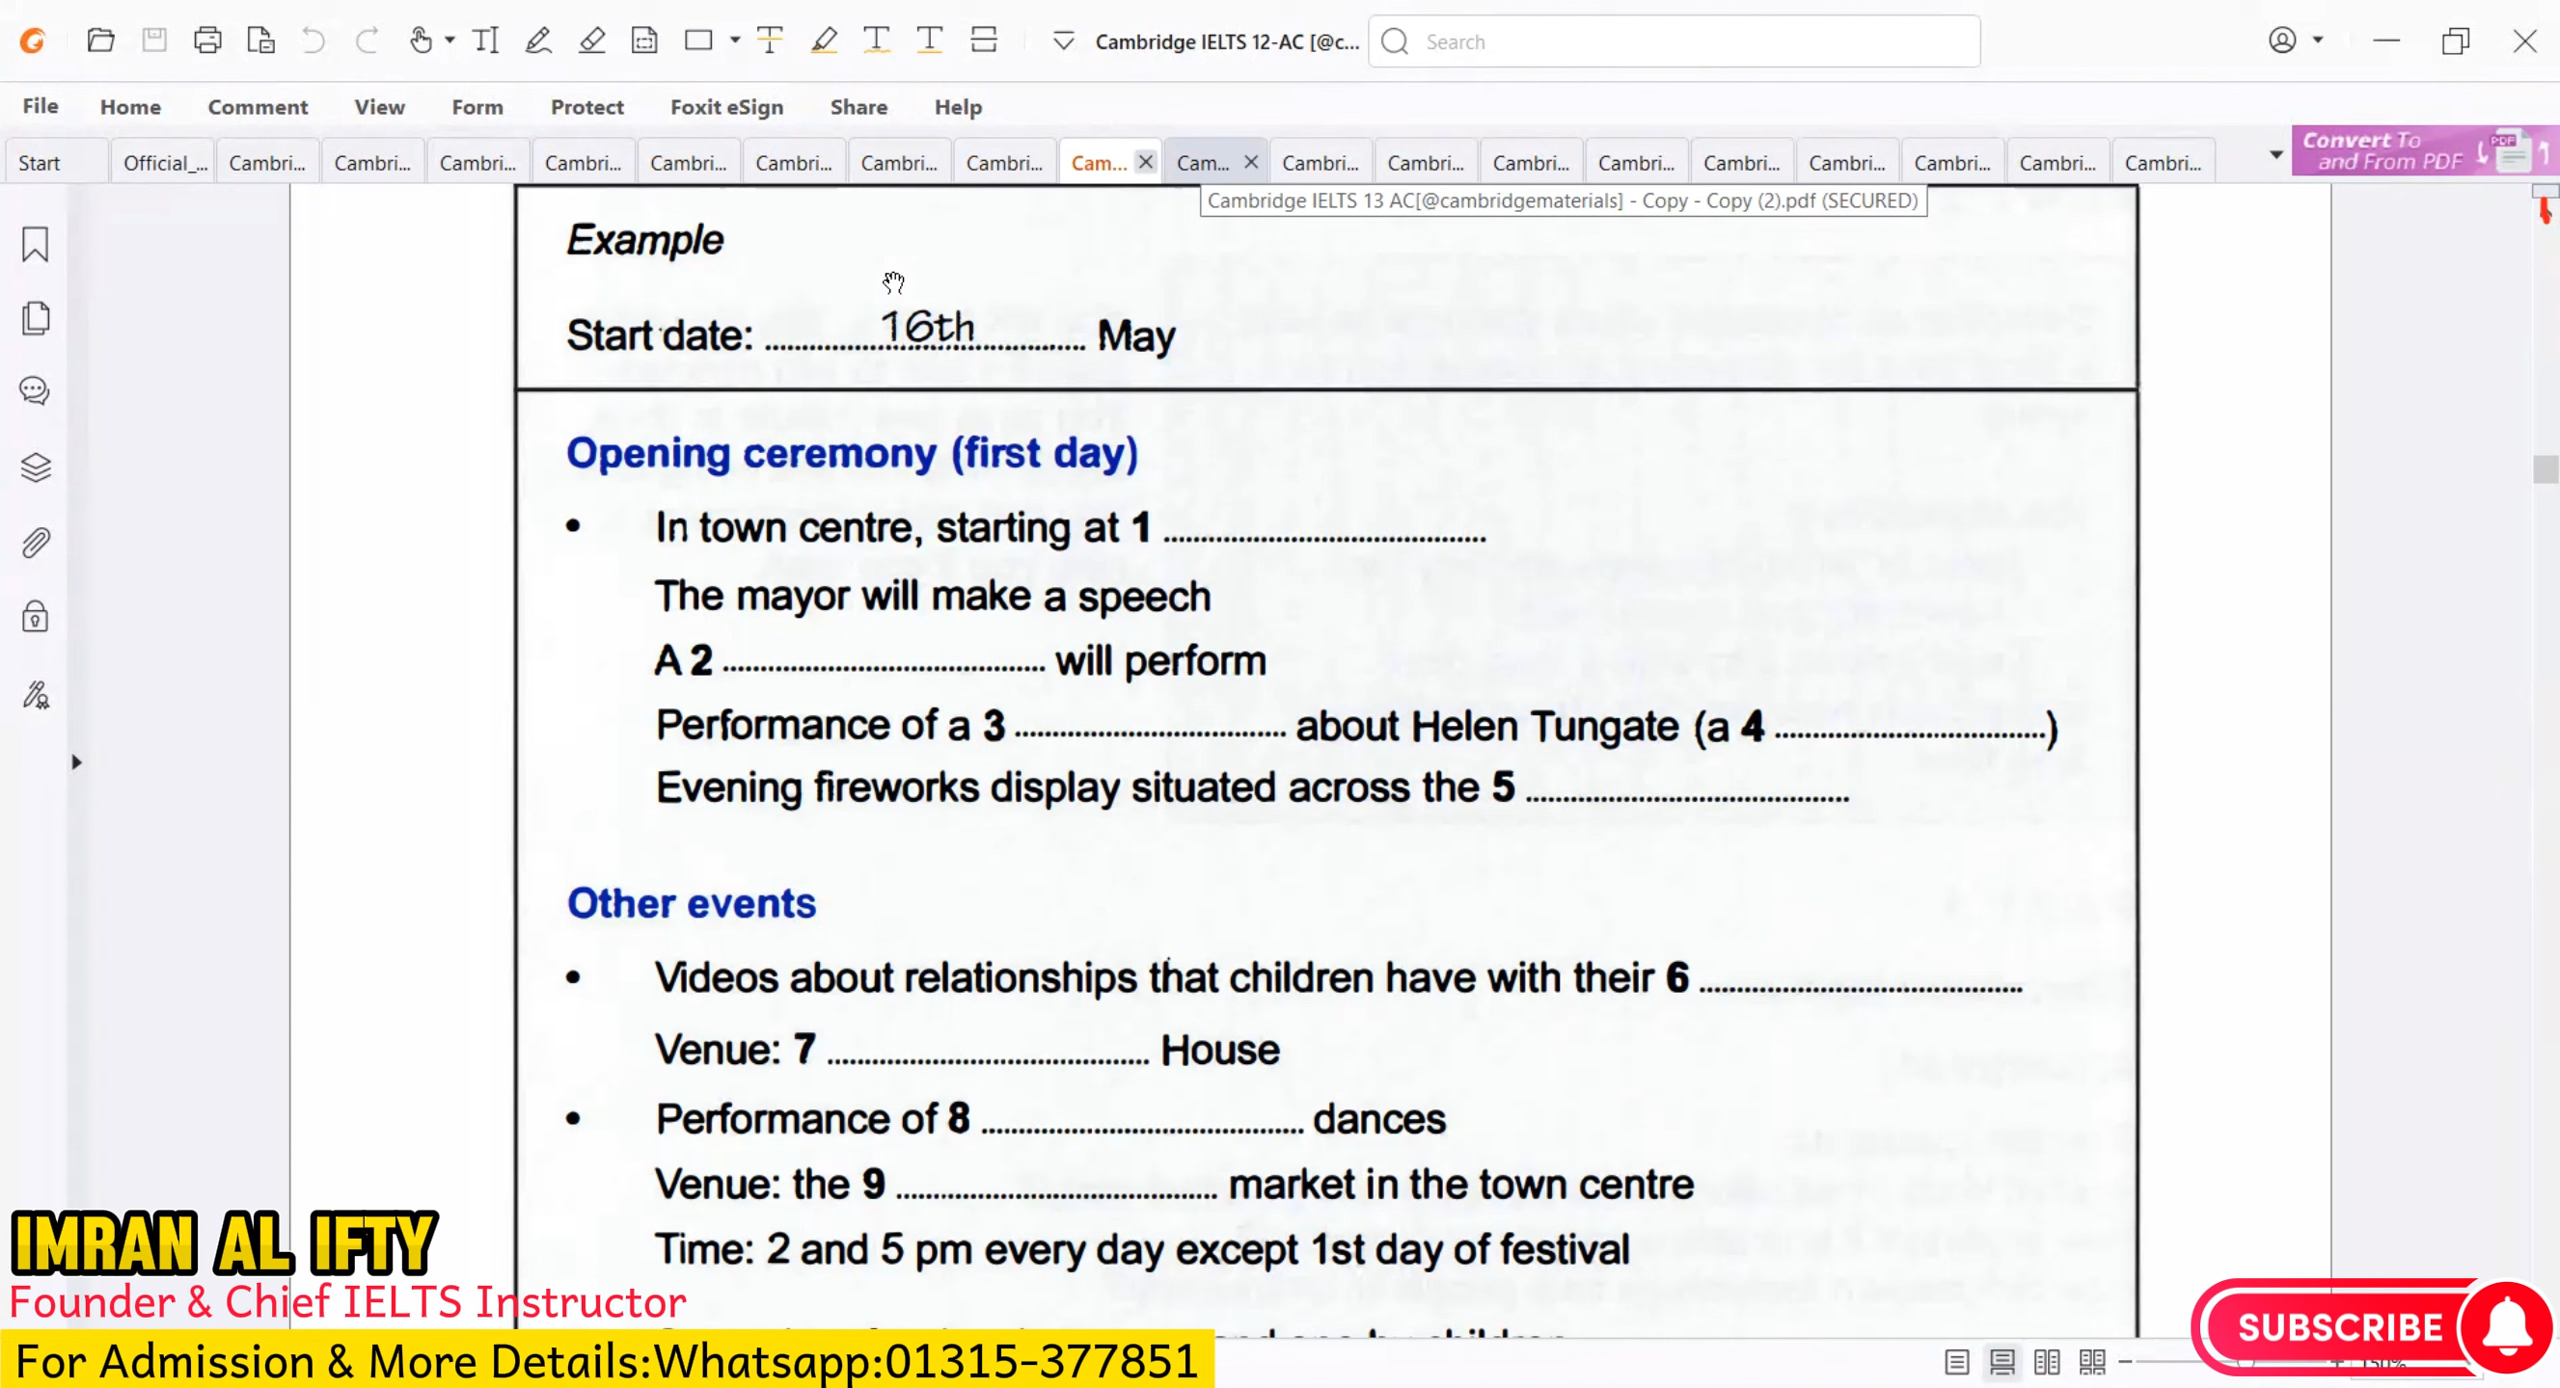 Cambridge IELTS 12-AC [@c...
Search
File Home Comment View Form Protect Foxit eSign Share Help
Start Official_... Cambri... Cambri... Cambri... Cambri... Cambri... Cambri... Cambri... Cambri... Cam... Cam... Cambri... Cambri... Cambri... Cambri... Cambri... Cambri... Cambri... Cambri... Cambri...
Convert To
and From PDF
PDF
Cambridge IELTS 13 AC[@cambridgematerials] - Copy - Copy (2).pdf (SECURED)
Example
Start date: ........ 16th ........ May
Opening ceremony (first day)
• In town centre, starting at 1 ................
The mayor will make a speech
A 2 ................ will perform
Performance of a 3 ................ about Helen Tungate (a 4 ................)
Evening fireworks display situated across the 5 ................
Other events
• Videos about relationships that children have with their 6 ................
Venue: 7 ................ House
• Performance of 8 ................ dances
Venue: the 9 ................ market in the town centre
Time: 2 and 5 pm every day except 1st day of festival
IMRAN AL IFTY
Founder & Chief IELTS Instructor
For Admission & More Details:Whatsapp:01315-377851
SUBSCRIBE